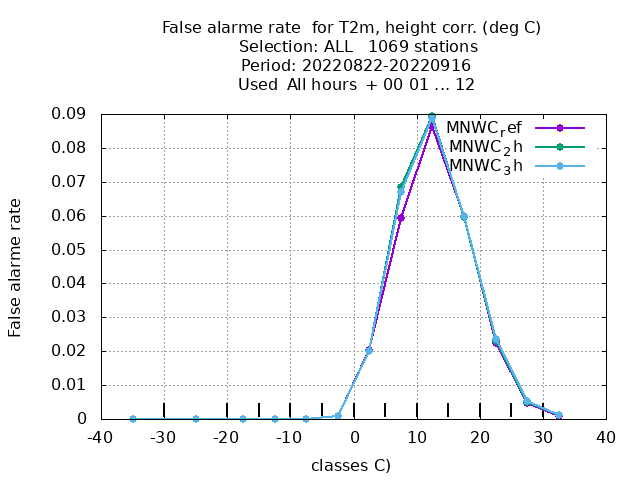 False alarme rate  for T2m, height corr. (deg C)
Selection: ALL   1069 stations
Period: 20220822-20220916
Used  All hours  + 00 01 ... 12
0.09
0.08
0.07
0.06
0.05
0.04
0.03
0.02
0.01
0
False alarme rate
MNWC_ref
MNWC_2h
MNWC_3h
-40 -30 -20 -10 0 10 20 30 40
classes C)